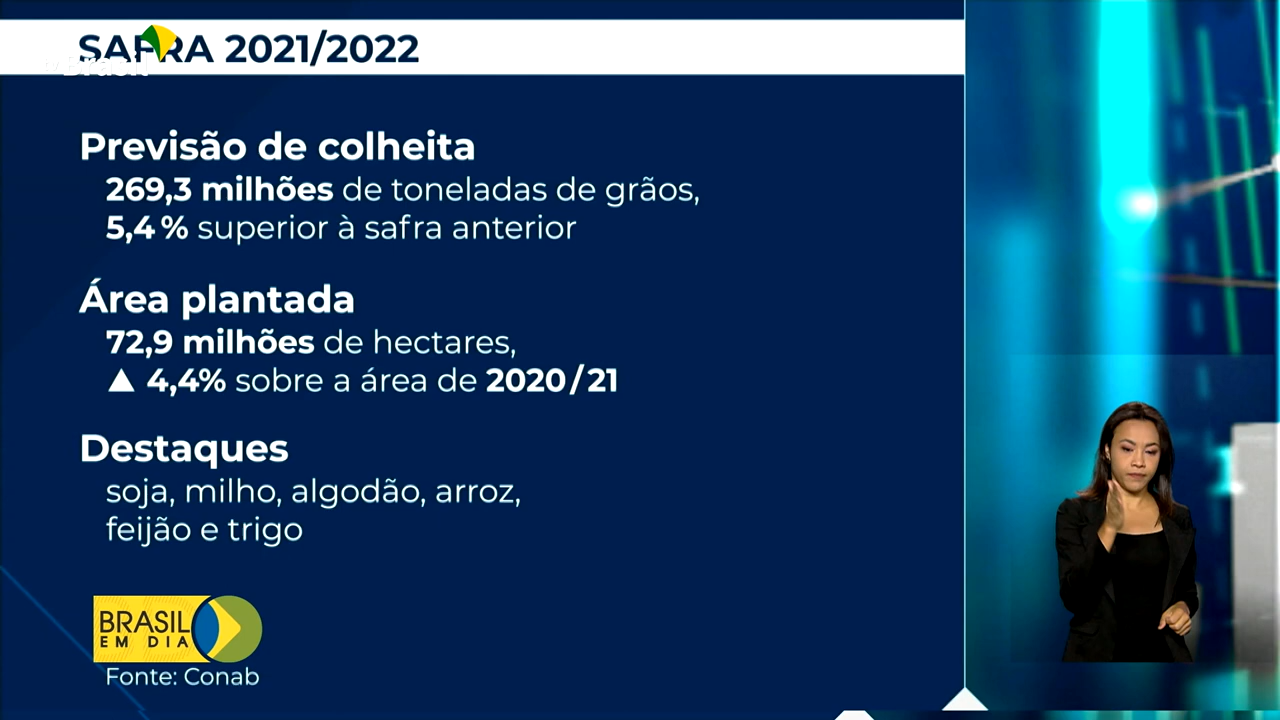 SAFRA 2021/2022
Brasil
Previsão de colheita
269,3 milhões de toneladas de grãos,
5,4% superior à safra anterior
Área plantada
72,9 milhões de hectares,
▲ 4,4% sobre a área de 2020/21
Destaques
soja, milho, algodão, arroz,
feijão e trigo
BRASIL
EM DIA
Fonte: Conab